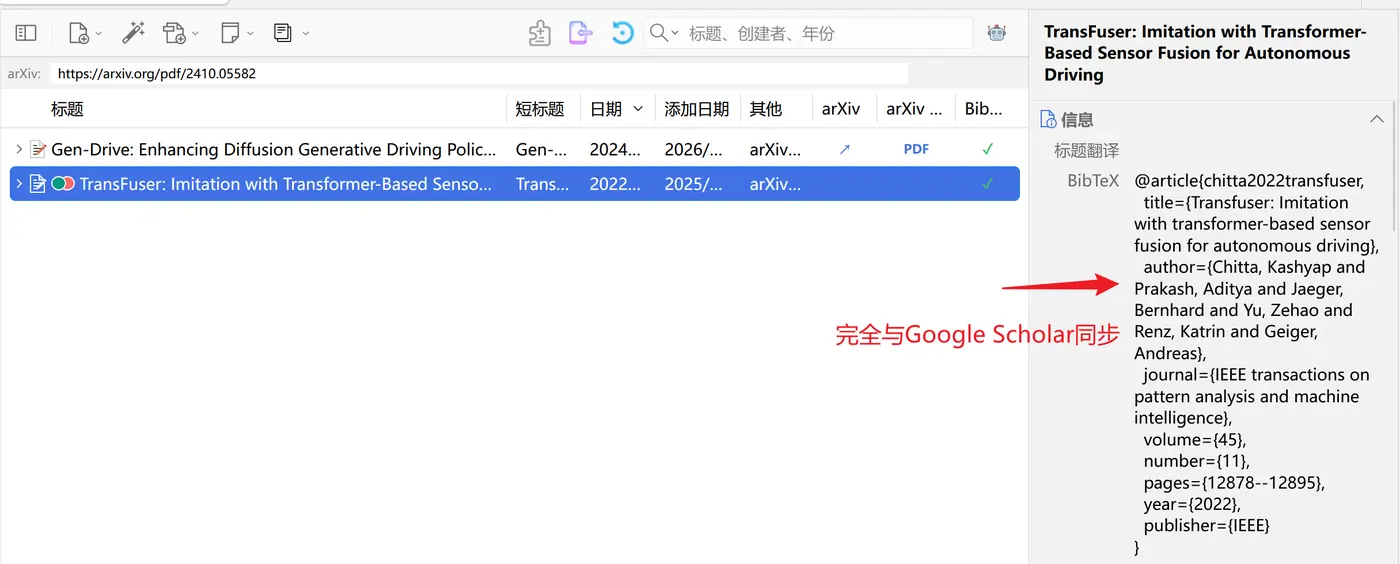 标题、创建者、年份
arXiv: https://arxiv.org/pdf/2410.05582
标题 短标题 日期 添加日期 其他 arXiv arXiv ... Bib...
Gen-Drive: Enhancing Diffusion Generative Driving Polic... Gen-... 2024... 2026/... arXiv... PDF
TransFuser: Imitation with Transformer-Based Senso... Trans... 2022... 2025/... arXiv...
完全与Google Scholar同步
TransFuser: Imitation with Transformer-
Based Sensor Fusion for Autonomous
Driving
信息
标题翻译
BibTeX @article{chitta2022transfuser,
title={Transfuser: Imitation
with transformer-based sensor
fusion for autonomous driving},
author={Chitta, Kashyap and
Prakash, Aditya and Jaeger,
Bernhard and Yu, Zehao and
Renz, Katrin and Geiger,
Andreas},
journal={IEEE transactions on
pattern analysis and machine
intelligence},
volume={45},
number={11},
pages={12878--12895},
year={2022},
publisher={IEEE}
}